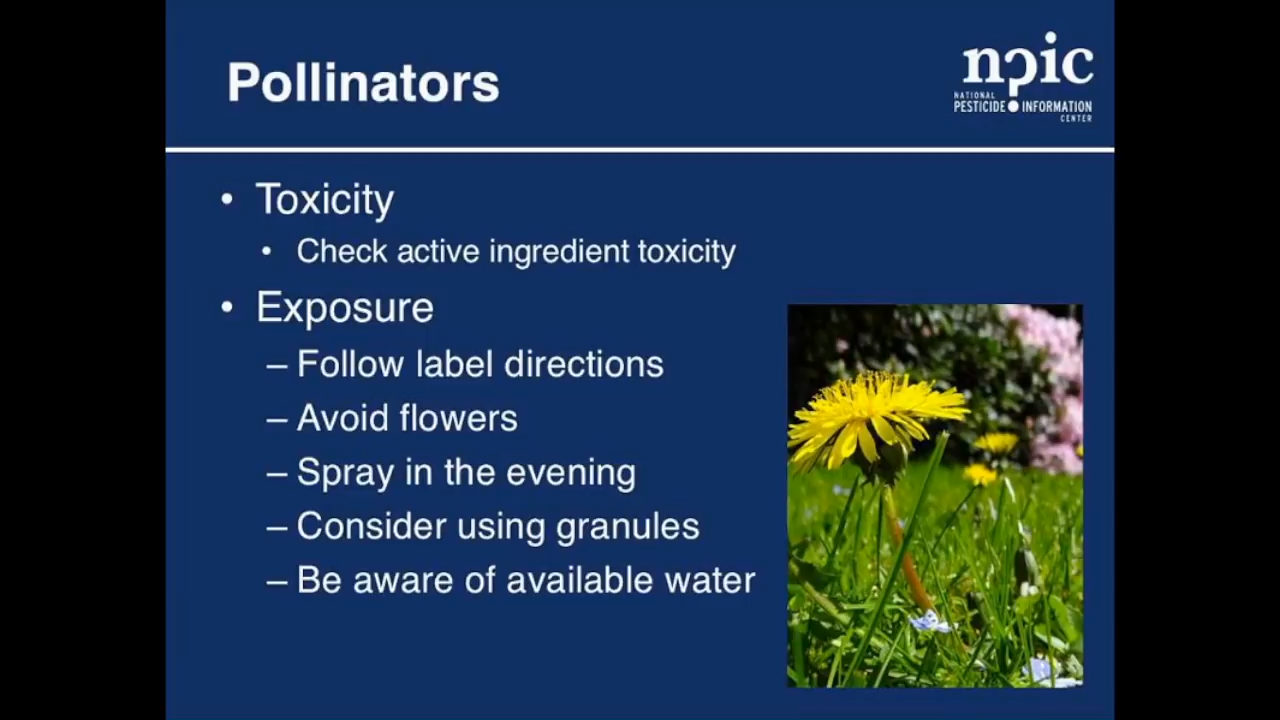 Pollinators
npic
NATIONAL
PESTICIDE INFORMATION
CENTER
• Toxicity
• Check active ingredient toxicity
• Exposure
– Follow label directions
– Avoid flowers
– Spray in the evening
– Consider using granules
– Be aware of available water